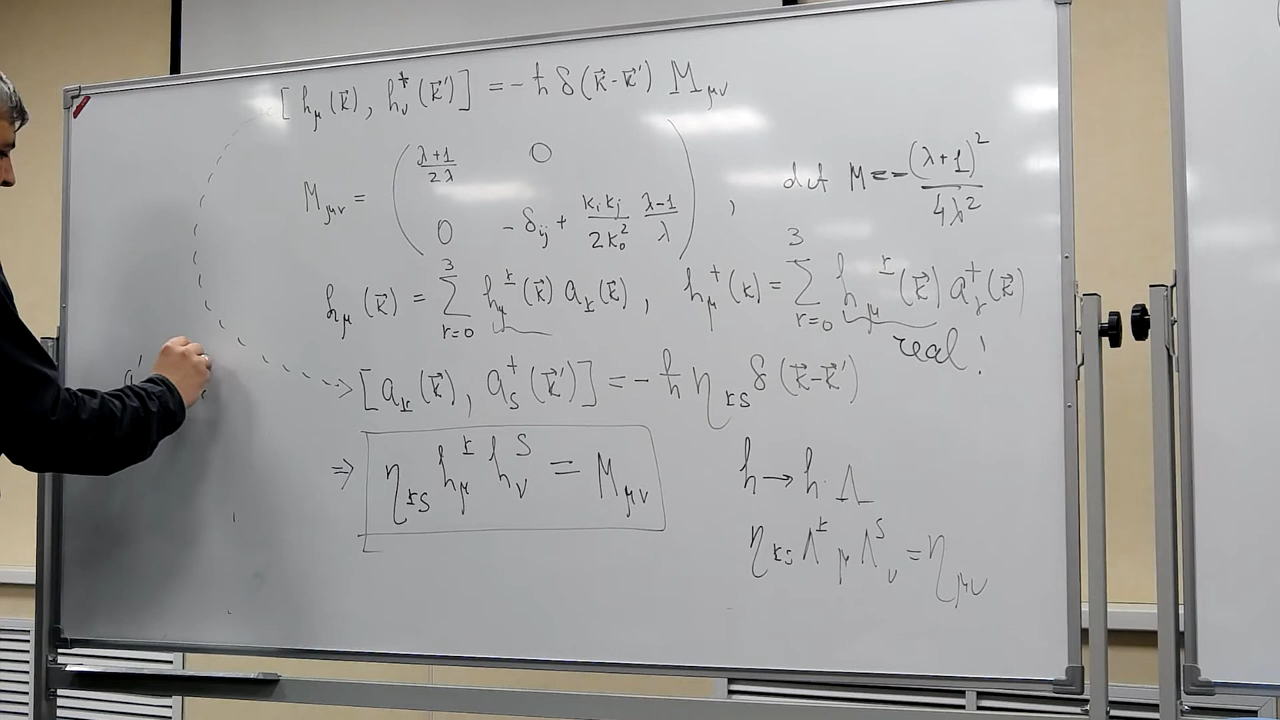 [h_μ(k⃗), h_ν^+(k⃗')] = -ħ δ(k⃗-k⃗') M_μν
M_μν = ( (λ+1)/(2λ)   0 ; 0   -δ_ij + (k_i k_j)/(2k_0^2) (λ-1)/λ ) , det M = -(λ+1)^2/(4λ^2)
h_μ(k⃗) = Σ_{r=0}^{3} h_μ^r(k⃗) a_r(k⃗), h_μ^+(k) = Σ_{r=0}^{3} h_μ^r(k⃗) a_r^+(k⃗)
real!
→ [a_r(k⃗), a_s^+(k⃗')] = -ħ η_rs δ(k⃗-k⃗')
⇒ η_rs h_μ^r h_ν^s = M_μν
h → h·Λ
η_rs Λ^r_μ Λ^s_ν = η_μν